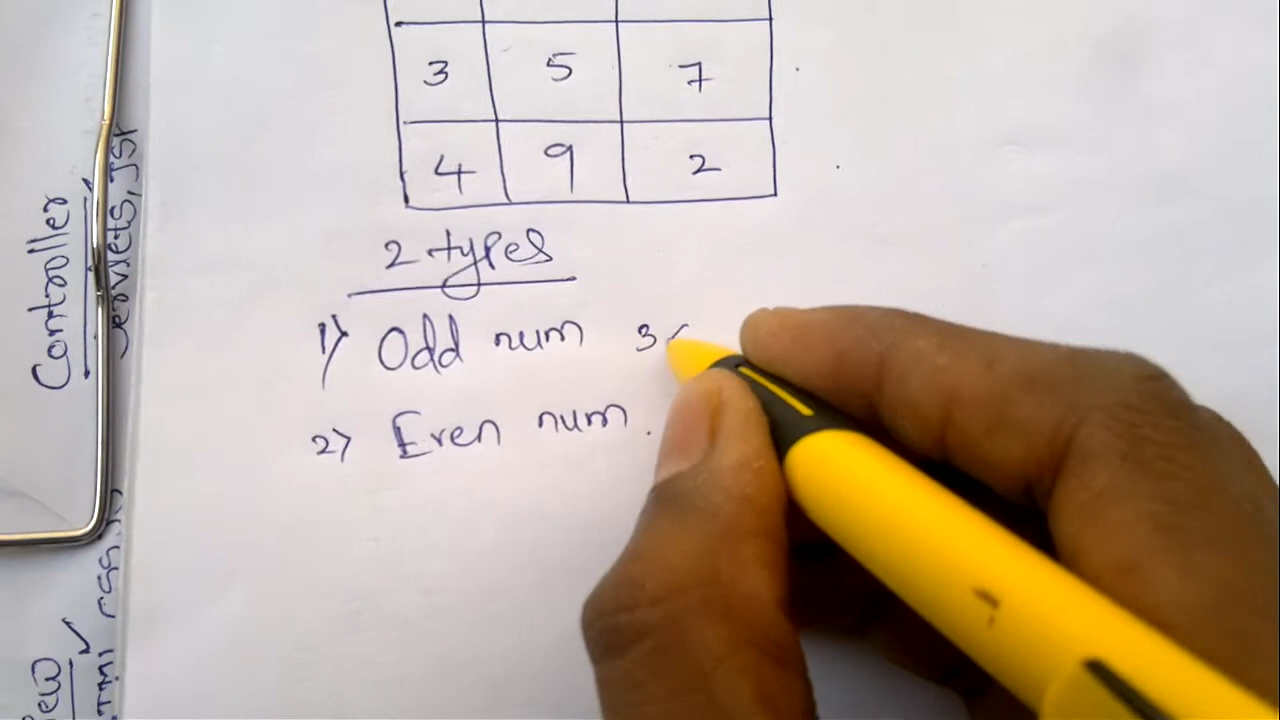 3 5 7
4 9 2
2 types
1) Odd num 3
2) Even num.
Controller
Servlets, JSP